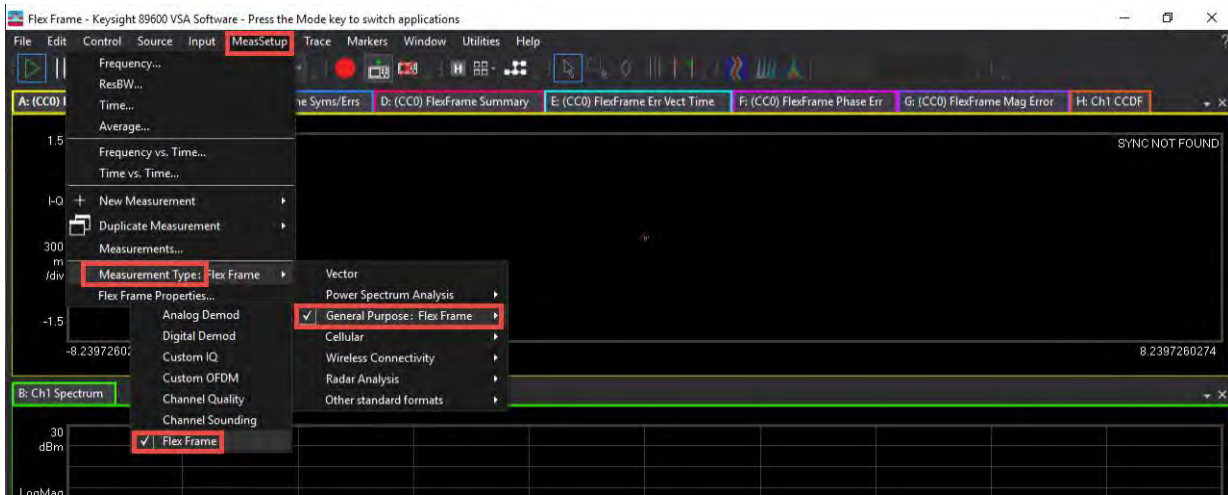 Flex Frame - Keysight 89600 VSA Software - Press the Mode key to switch applications
File Edit Control Source Input MeasSetup Trace Markers Window Utilities Help
Frequency...
ResBW...
Time...
Average...
Frequency vs. Time...
Time vs. Time...
New Measurement
Duplicate Measurement
Measurements...
Measurement Type: Flex Frame
Flex Frame Properties...
Vector
Power Spectrum Analysis
General Purpose: Flex Frame
Cellular
Wireless Connectivity
Radar Analysis
Other standard formats
Analog Demod
Digital Demod
Custom IQ
Custom OFDM
Channel Quality
Channel Sounding
Flex Frame
A: (CC0)
ne Syms/Errs
D: (CC0) FlexFrame Summary
E: (CC0) FlexFrame Err Vect Time
F: (CC0) FlexFrame Phase Err
G: (CC0) FlexFrame Mag Error
H: Ch1 CCDF
SYNC NOT FOUND
1.5
I-Q
300
m
/div
-1.5
-8.2397260
8.2397260274
B: Ch1 Spectrum
30
dBm
LogMag